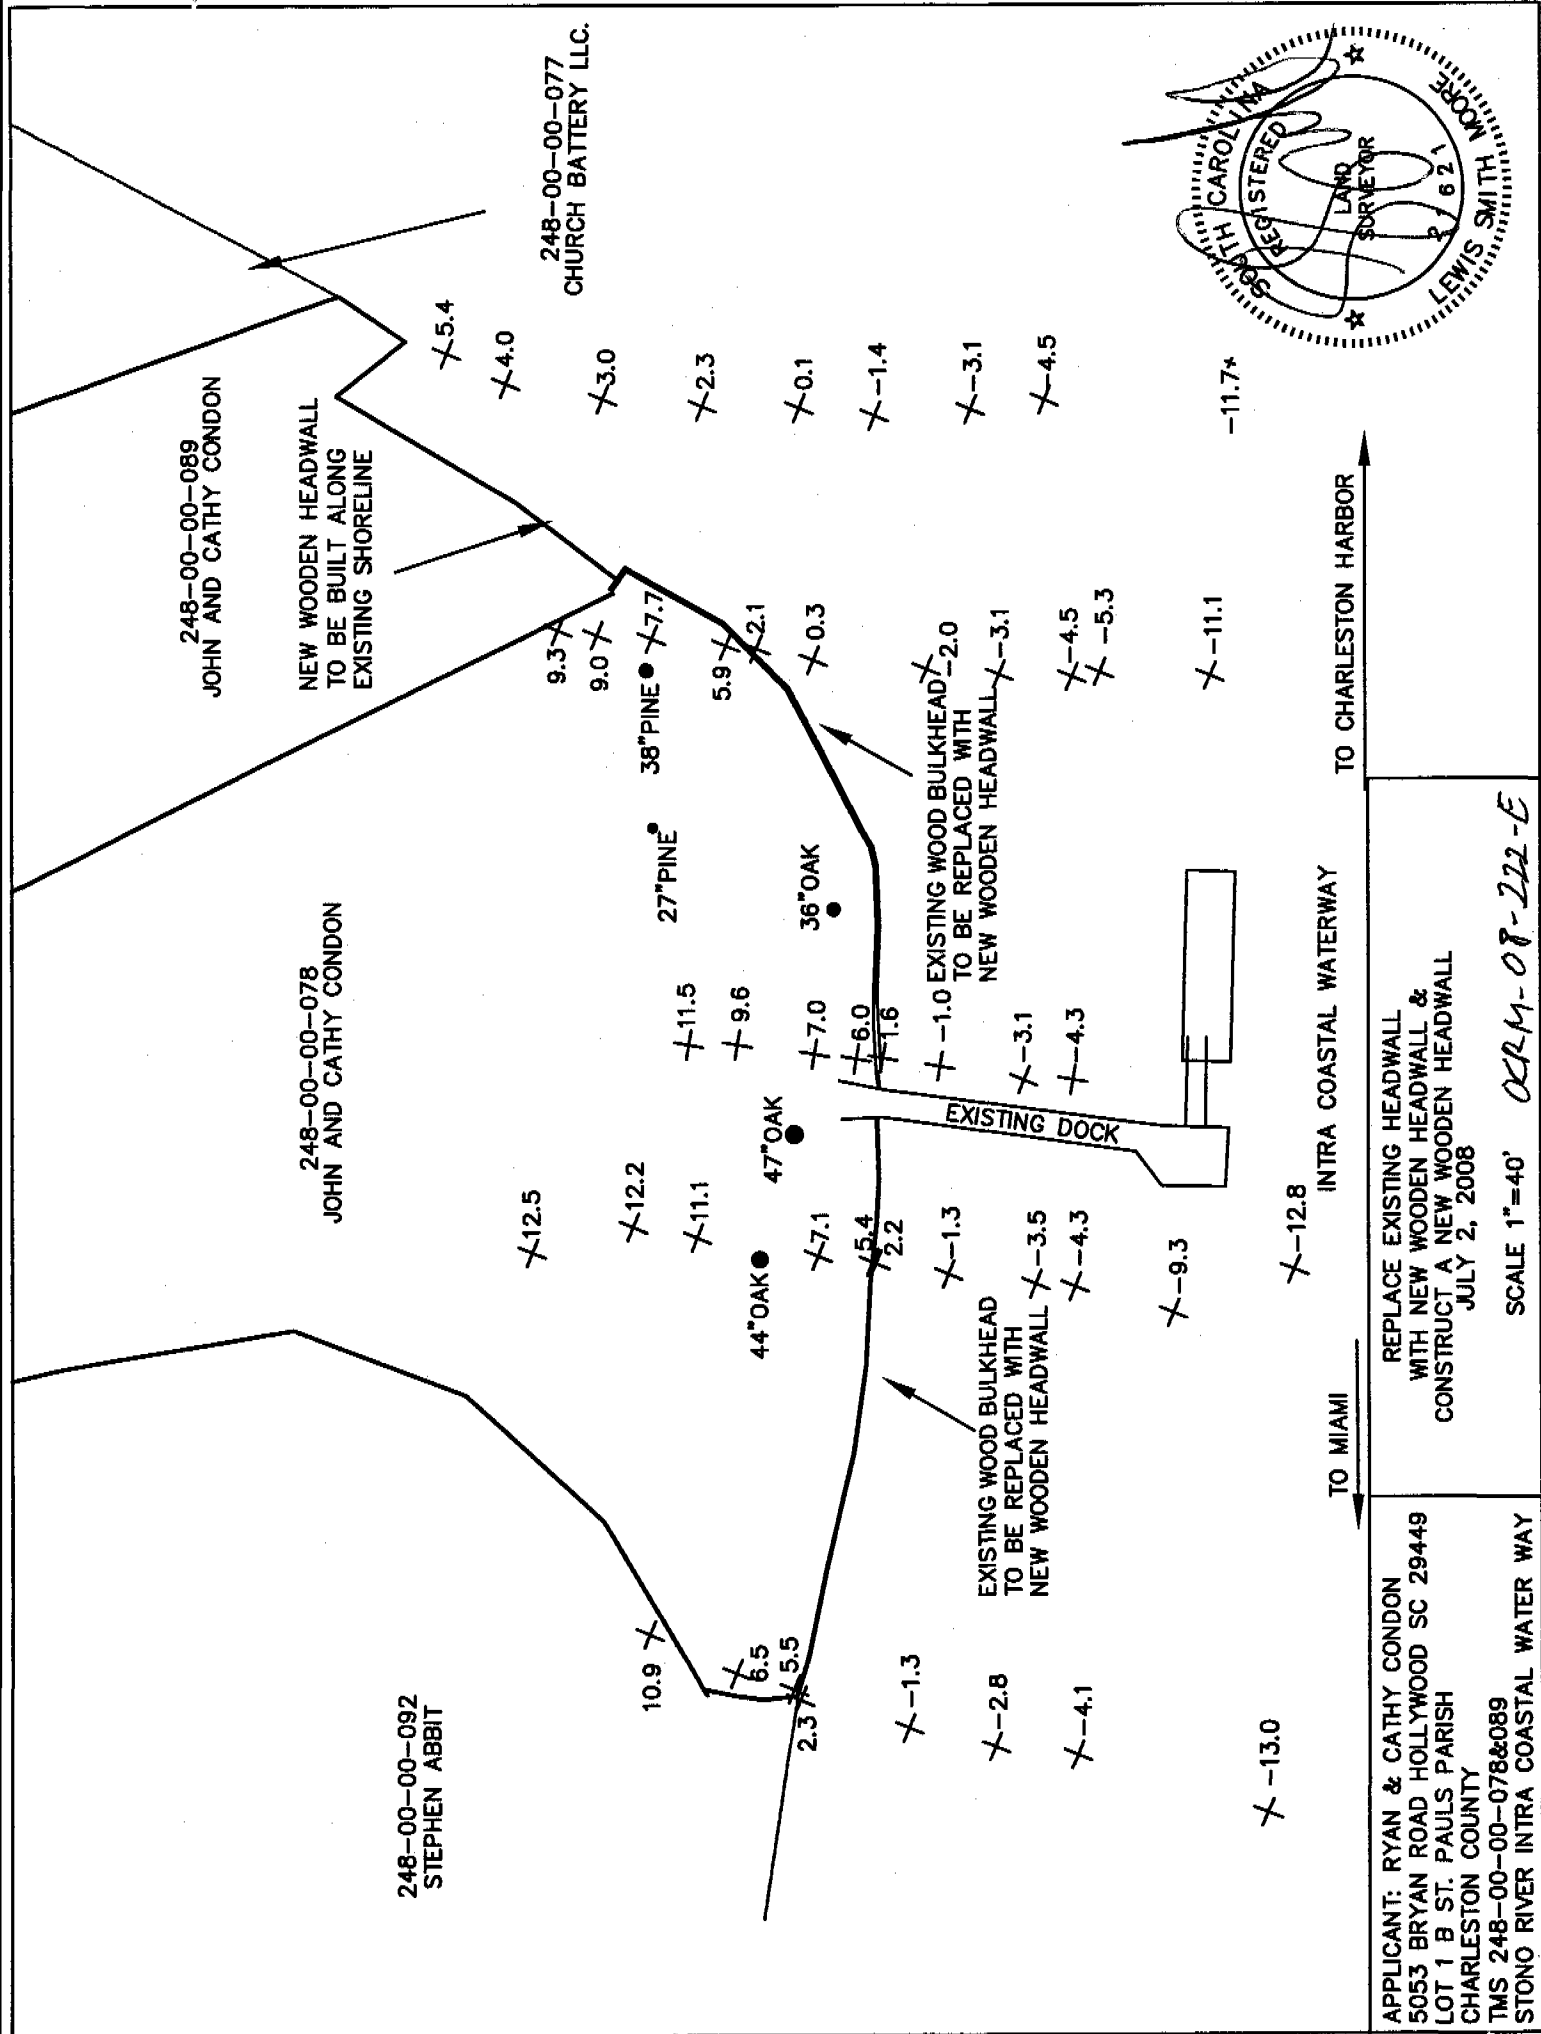 248-00-00-092
STEPHEN ABBIT
248-00-00-078
JOHN AND CATHY CONDON
248-00-00-089
JOHN AND CATHY CONDON
NEW WOODEN HEADWALL
TO BE BUILT ALONG
EXISTING SHORELINE
248-00-00-077
CHURCH BATTERY LLC.
10.9
6.5
5.5
2.3
-1.3
-2.8
-4.1
-13.0
12.5
12.2
11.1
44"OAK
47"OAK
7.1
5.4
2.2
-1.3
-3.5
-4.3
-9.3
-12.8
EXISTING WOOD BULKHEAD
TO BE REPLACED WITH
NEW WOODEN HEADWALL
11.5
9.6
7.0
6.0
1.6
-1.0
-3.1
-4.3
EXISTING DOCK
27"PINE
38"PINE
36"OAK
9.3
9.0
7.7
5.9
2.1
0.3
-2.0
-3.1
-4.5
-5.3
-11.1
EXISTING WOOD BULKHEAD
TO BE REPLACED WITH
NEW WOODEN HEADWALL
5.4
4.0
3.0
2.3
0.1
-1.4
-3.1
-4.5
-11.7*
TO MIAMI
INTRA COASTAL WATERWAY
TO CHARLESTON HARBOR
SOUTH CAROLINA
REGISTERED
LAND
SURVEYOR
21621
LEWIS SMITH MOORE
APPLICANT: RYAN & CATHY CONDON
5053 BRYAN ROAD HOLLYWOOD SC 29449
LOT 1 B ST. PAULS PARISH
CHARLESTON COUNTY
TMS 248-00-00-078&089
STONO RIVER INTRA COASTAL WATER WAY
REPLACE EXISTING HEADWALL
WITH NEW WOODEN HEADWALL &
CONSTRUCT A NEW WOODEN HEADWALL
JULY 2, 2008
SCALE 1"=40'
OCRM-08-222-E